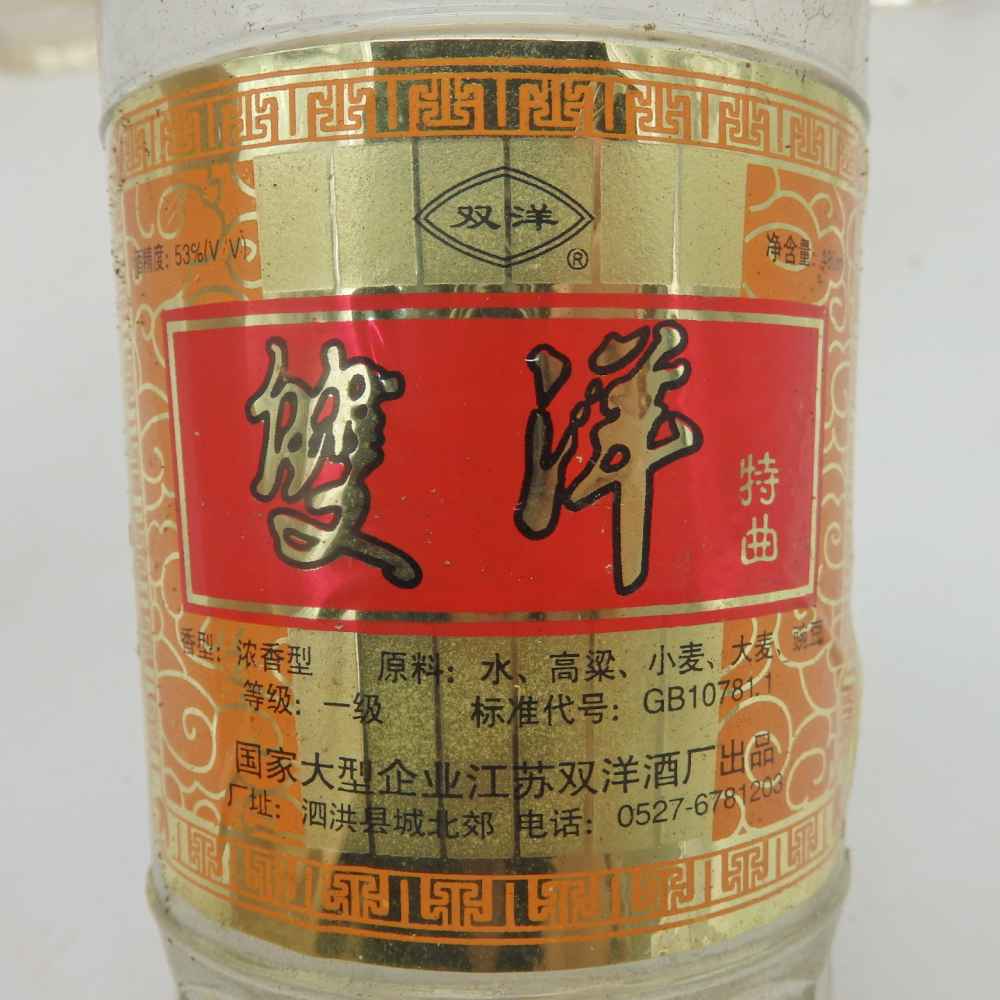 双洋
®
酒精度：53%(V/V)
净含量：
雙洋
特曲
香型：浓香型 原料：水、高粱、小麦、大麦、豌豆
等级：一级 标准代号：GB10781.1
国家大型企业江苏双洋酒厂出品
厂址：泗洪县城北郊 电话：0527-6781203